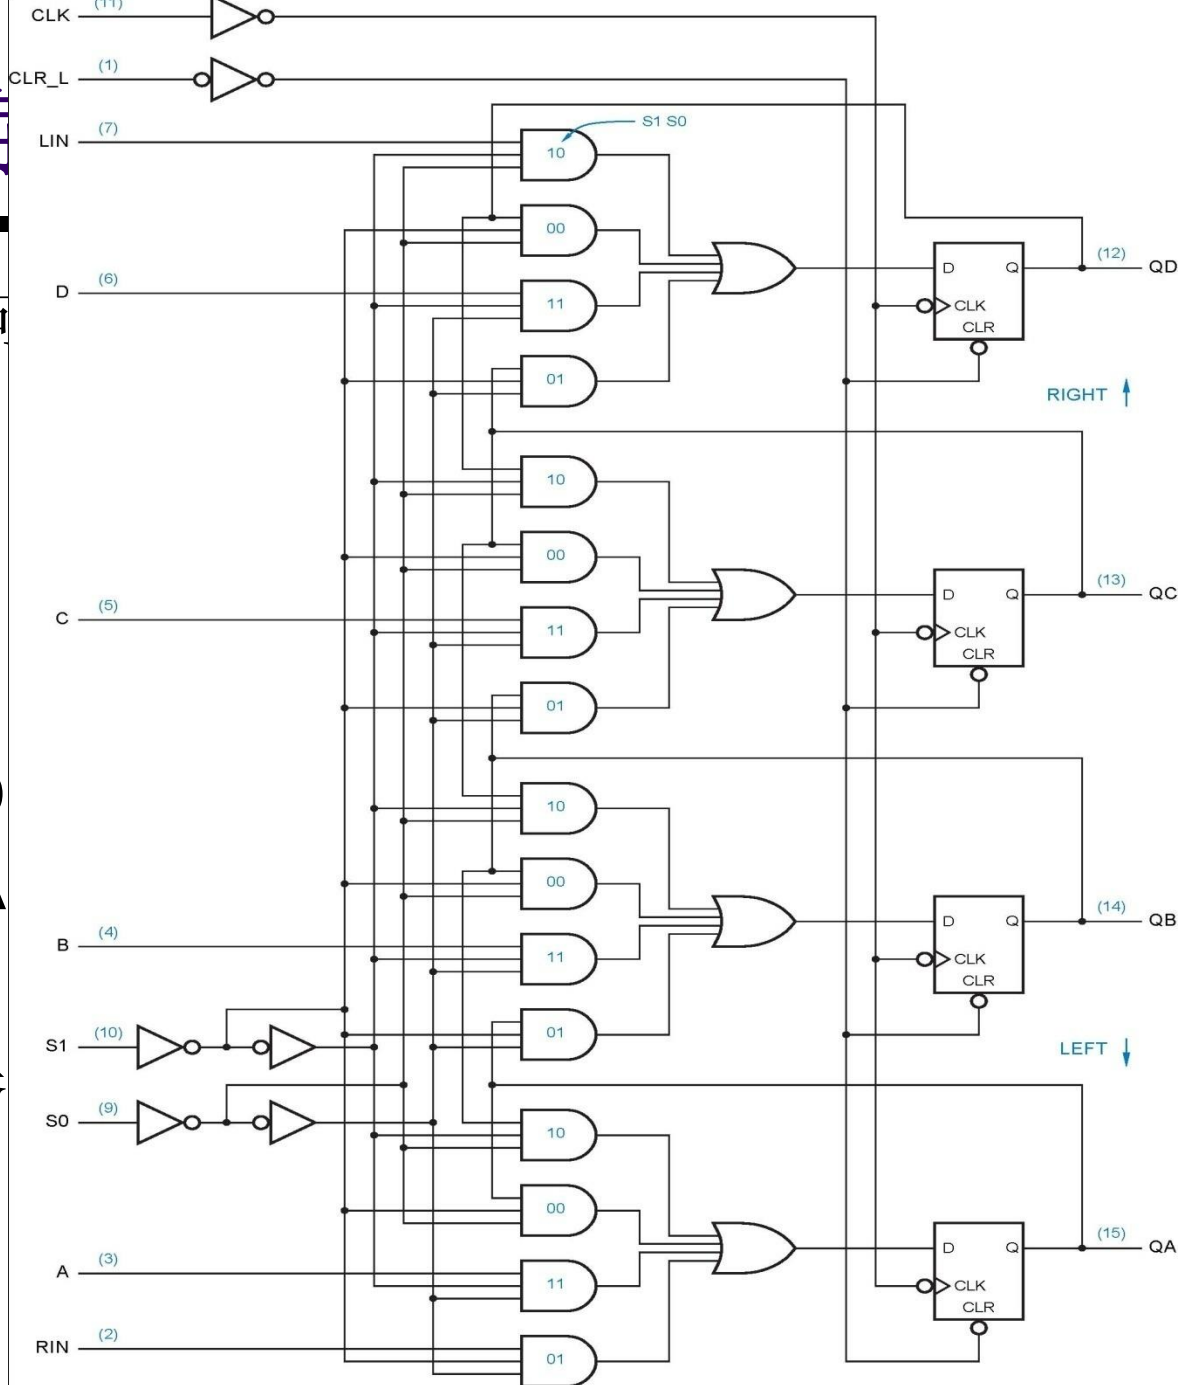 (11)
CLK
(1)
CLR_L
S1 S0
(7)
LIN
10
00
(12)
D Q QD
(6)
D
11
CLK
CLR
01
RIGHT
10
00
(13)
D Q QC
(5)
C
11
CLK
CLR
01
10
00
(14)
D Q QB
(4)
B
11
CLK
CLR
(10)
S1
01
LEFT
(9)
S0
10
00
(15)
D Q QA
(3)
A
11
CLK
CLR
(2)
RIN
01